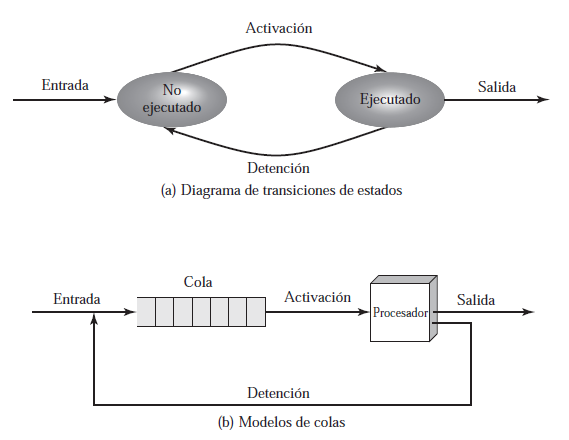 Activación
Entrada
No
ejecutado
Ejecutado
Salida
Detención
(a) Diagrama de transiciones de estados
Cola
Entrada
Activación
Procesador
Salida
Detención
(b) Modelos de colas